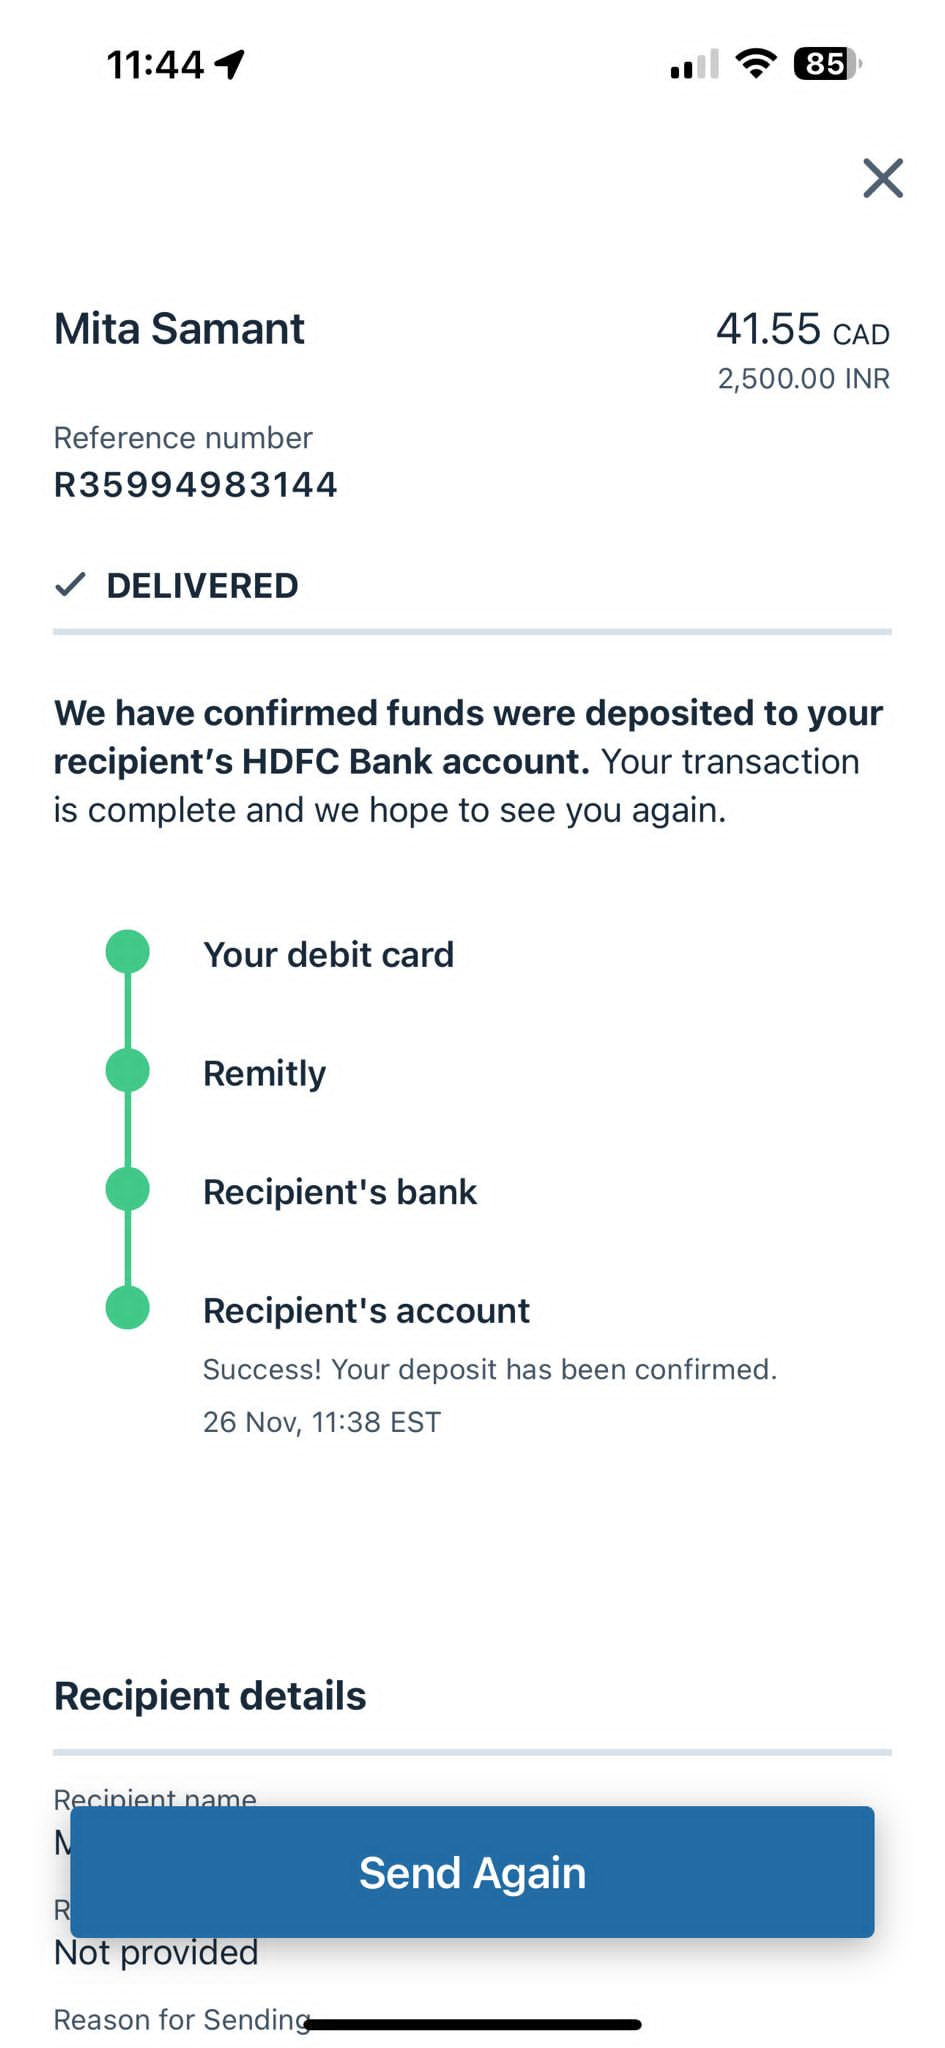 11:44
85
Mita Samant
41.55 CAD
2,500.00 INR
Reference number
R35994983144
DELIVERED
We have confirmed funds were deposited to your
recipient’s HDFC Bank account. Your transaction
is complete and we hope to see you again.
Your debit card
Remitly
Recipient's bank
Recipient's account
Success! Your deposit has been confirmed.
26 Nov, 11:38 EST
Recipient details
Recipient name
Send Again
Not provided
Reason for Sending